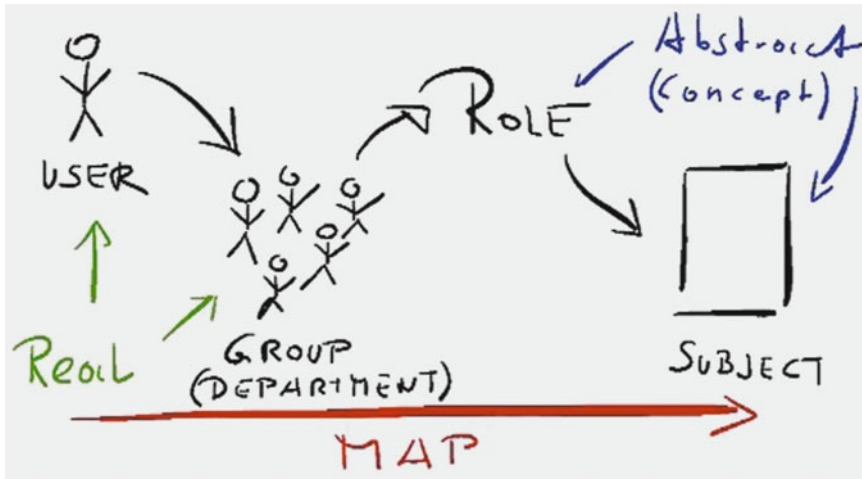 Abstract
(Concept)
ROLE
USER
Real
GROUP
(DEPARTMENT)
SUBJECT
MAP